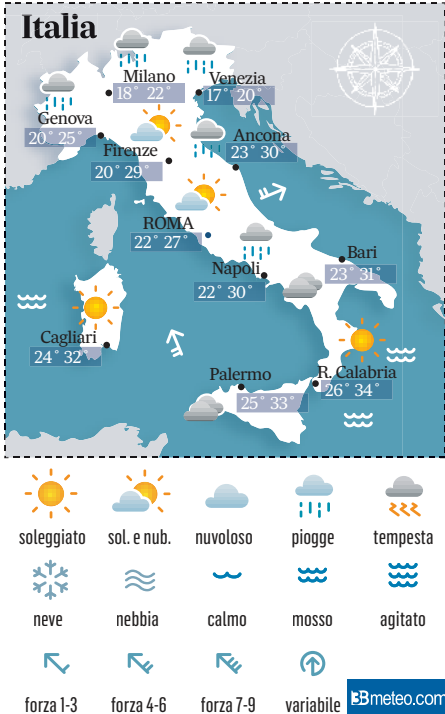 Italia
Milano
18° 22°
Venezia
17° 20°
Genova
20° 25°
Firenze
20° 29°
Ancona
23° 30°
ROMA
22° 27°
Napoli
22° 30°
Bari
23° 31°
Cagliari
24° 32°
Palermo
25° 33°
R. Calabria
26° 34°
soleggiato sol. e nub. nuvoloso piogge tempesta
neve nebbia calmo mosso agitato
forza 1-3 forza 4-6 forza 7-9 variabile
3Bmeteo.com